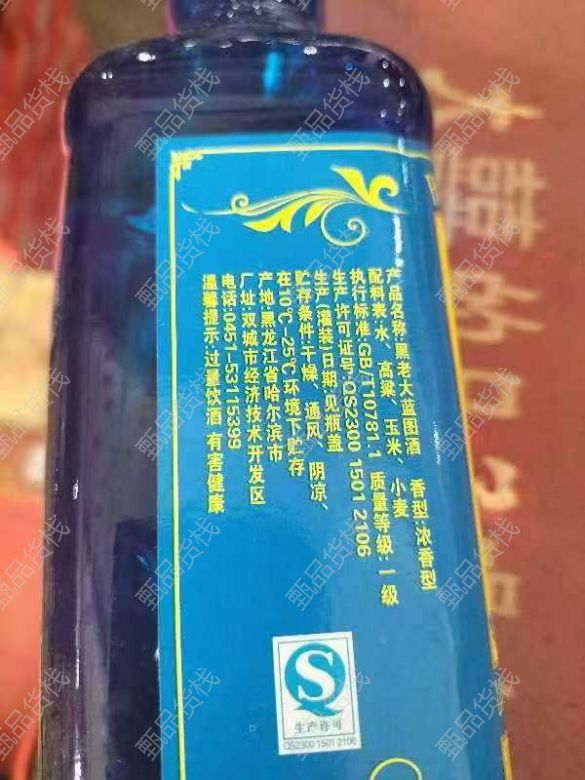 产品名称:黑老大蓝图酒 香型:浓香型
配料表:水、高粱、玉米、小麦
执行标准:GB/T10781.1 质量等级:一级
生产许可证号:QS2300 1501 2106
生产(灌装)日期:见瓶盖
贮存条件:干燥、通风、阴凉、
在10℃-25℃环境下贮存
产地:黑龙江省哈尔滨市
厂址:双城市经济技术开发区
电话:0451-53115399
温馨提示:过量饮酒 有害健康
生产许可
QS2300 1501 2106
甄品货栈